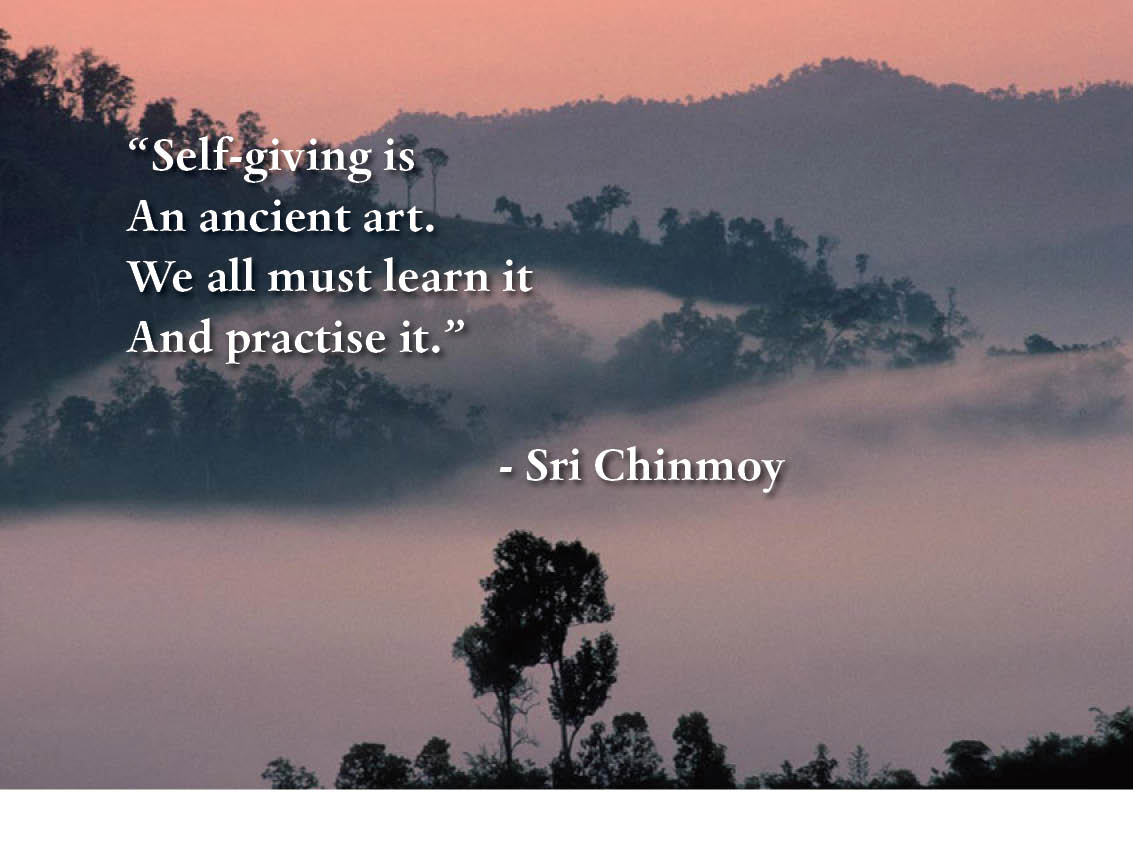 “Self-giving is
An ancient art.
We all must learn it
And practise it.”
- Sri Chinmoy